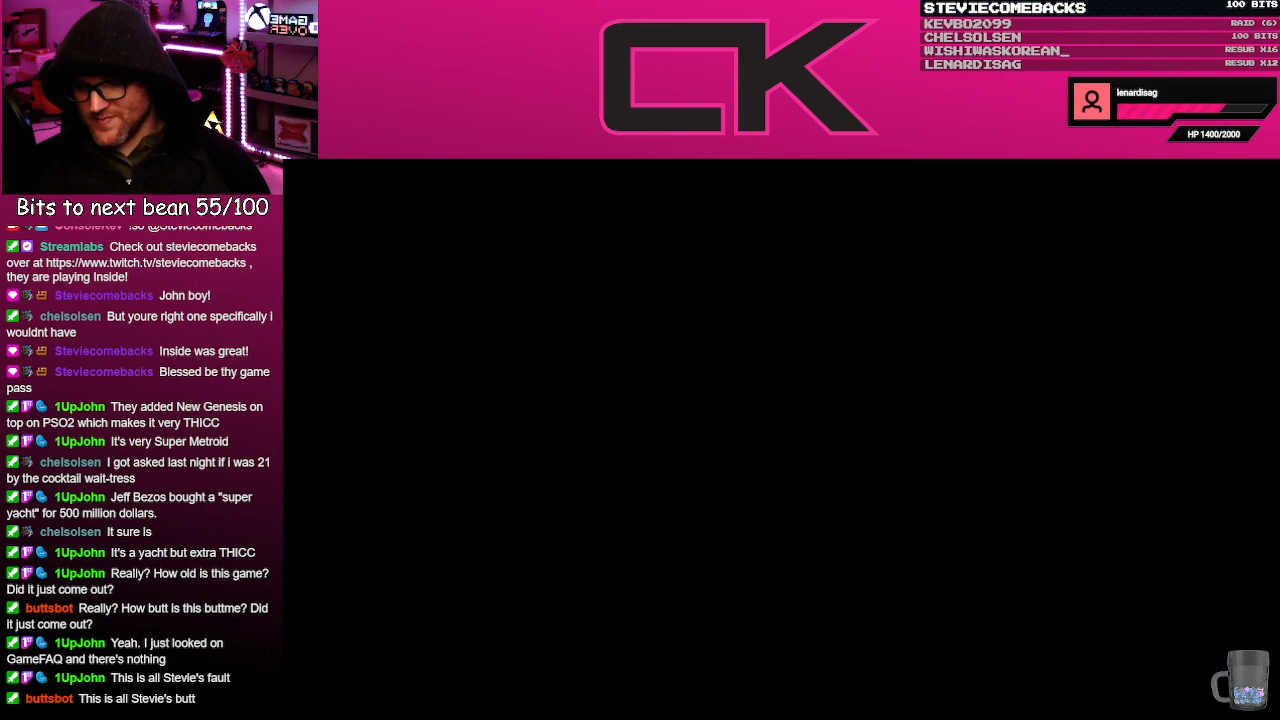 STEVIECOMEBACKS 100 BITS
KEVBO2099 RAID (6)
CHELSOLSEN 100 BITS
WISHIWASKOREAN_ RESUB X16
LENARDISAG RESUB X12
lenardisag
HP 1400/2000
CK
GAME
OVER
Bits to next bean 55/100
ConsoleKev !so @Steviecomebacks
Streamlabs Check out steviecomebacks
over at https://www.twitch.tv/steviecomebacks ,
they are playing Inside!
Steviecomebacks John boy!
chelsolsen But youre right one specifically i
wouldnt have
Steviecomebacks Inside was great!
Steviecomebacks Blessed be thy game
pass
1UpJohn They added New Genesis on
top on PSO2 which makes it very THICC
1UpJohn It's very Super Metroid
chelsolsen I got asked last night if i was 21
by the cocktail wait-tress
1UpJohn Jeff Bezos bought a "super
yacht" for 500 million dollars.
chelsolsen It sure is
1UpJohn It's a yacht but extra THICC
1UpJohn Really? How old is this game?
Did it just come out?
buttsbot Really? How butt is this buttme? Did
it just come out?
1UpJohn Yeah. I just looked on
GameFAQ and there's nothing
1UpJohn This is all Stevie's fault
buttsbot This is all Stevie's butt